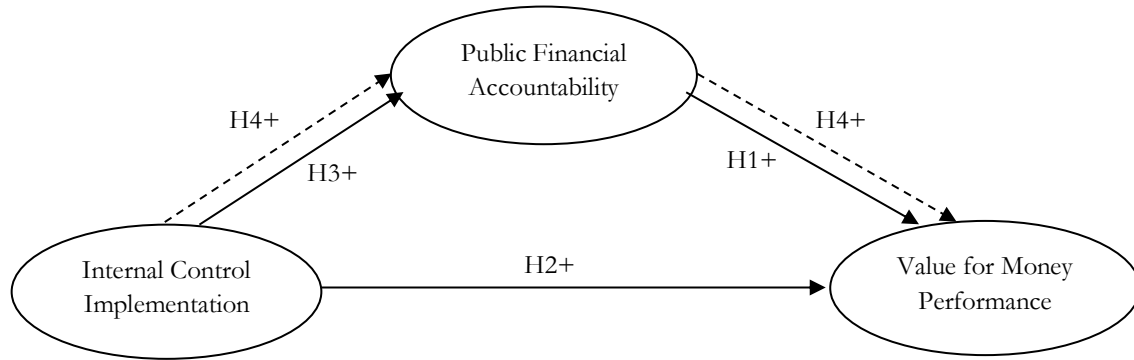 Public Financial
Accountability
H4+
H4+
H3+
H1+
Internal Control
Implementation
H2+
Value for Money
Performance